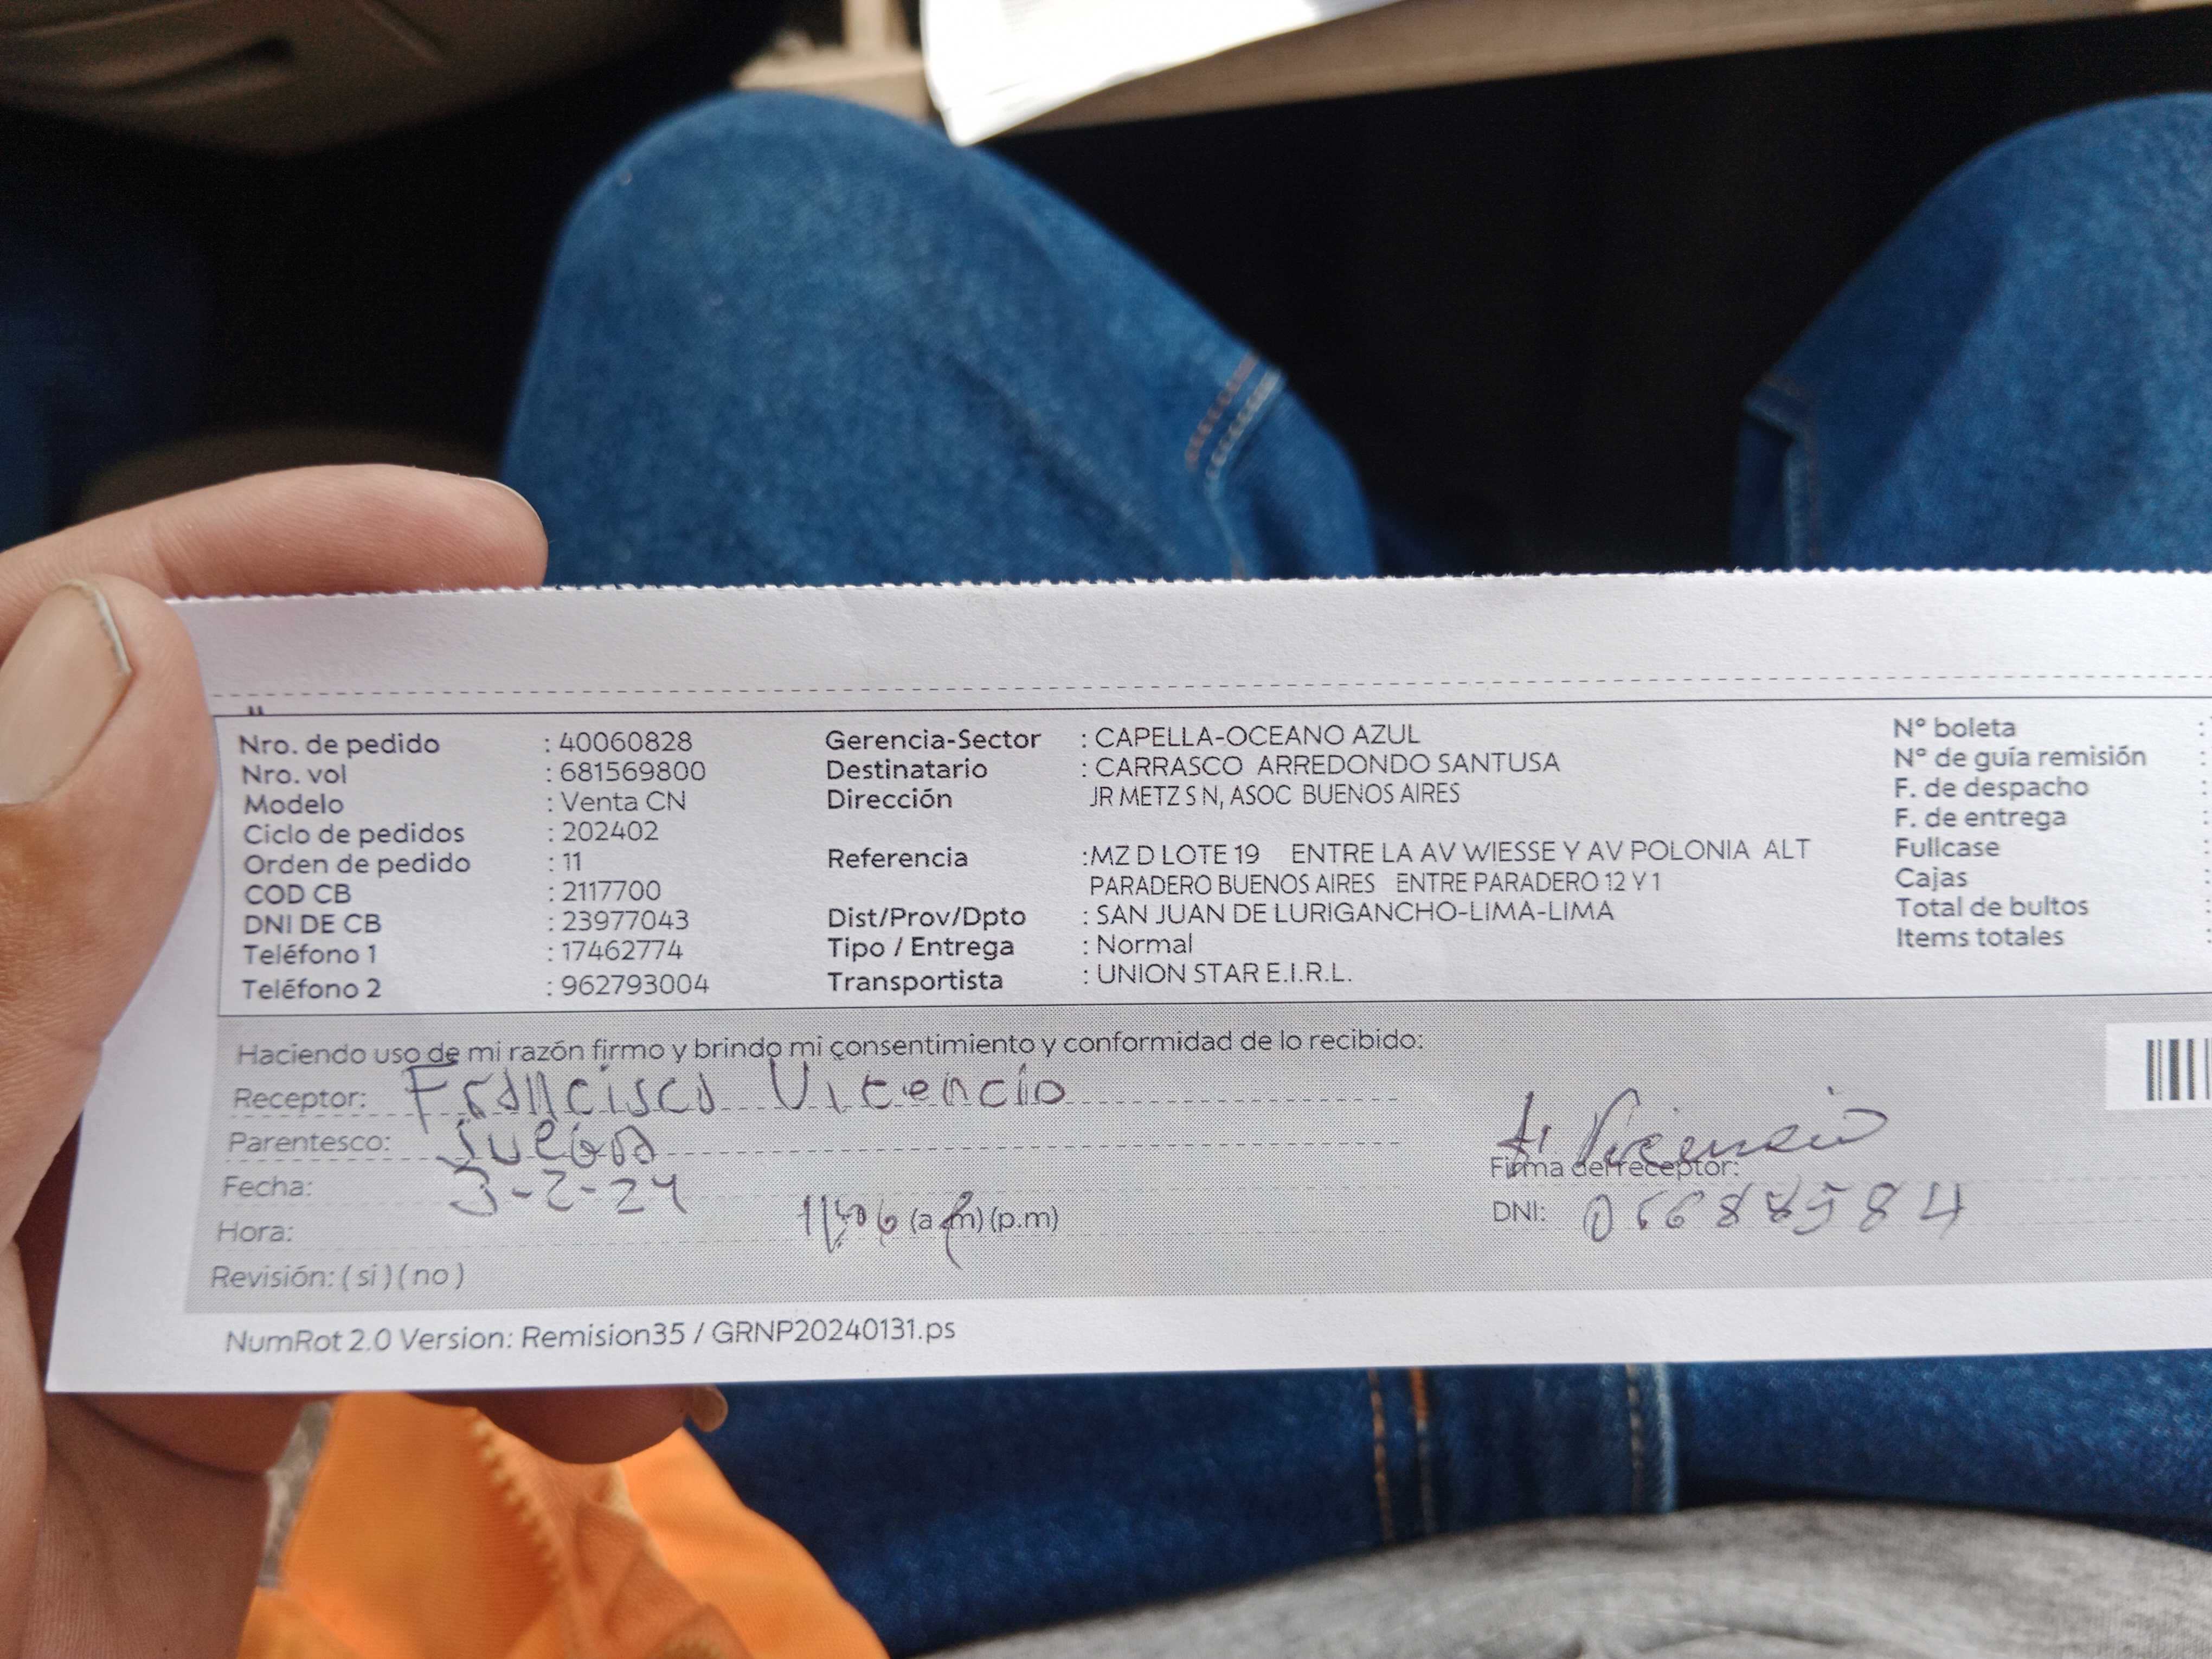 Nro. de pedido : 40060828
Nro. vol : 681569800
Modelo : Venta CN
Ciclo de pedidos : 202402
Orden de pedido : 11
COD CB : 2117700
DNI DE CB : 23977043
Teléfono 1 : 17462774
Teléfono 2 : 962793004
Gerencia-Sector : CAPELLA-OCEANO AZUL
Destinatario : CARRASCO ARREDONDO SANTUSA
Dirección JR METZ S N, ASOC BUENOS AIRES
Referencia :MZ D LOTE 19 ENTRE LA AV WIESSE Y AV POLONIA ALT
PARADERO BUENOS AIRES ENTRE PARADERO 12 Y 1
Dist/Prov/Dpto : SAN JUAN DE LURIGANCHO-LIMA-LIMA
Tipo / Entrega : Normal
Transportista : UNION STAR E.I.R.L.
N° boleta :
N° de guía remisión :
F. de despacho :
F. de entrega :
Fullcase :
Cajas :
Total de bultos :
Items totales :
Haciendo uso de mi razón firmo y brindo mi consentimiento y conformidad de lo recibido:
Receptor: Francisco Vicencio
Parentesco: Suegro
Fecha: 3-2-24
Hora: (a.m) (p.m)
Revisión: ( si ) ( no )
Firma del receptor:
DNI:
NumRot 2.0 Version: Remision35 / GRNP20240131.ps